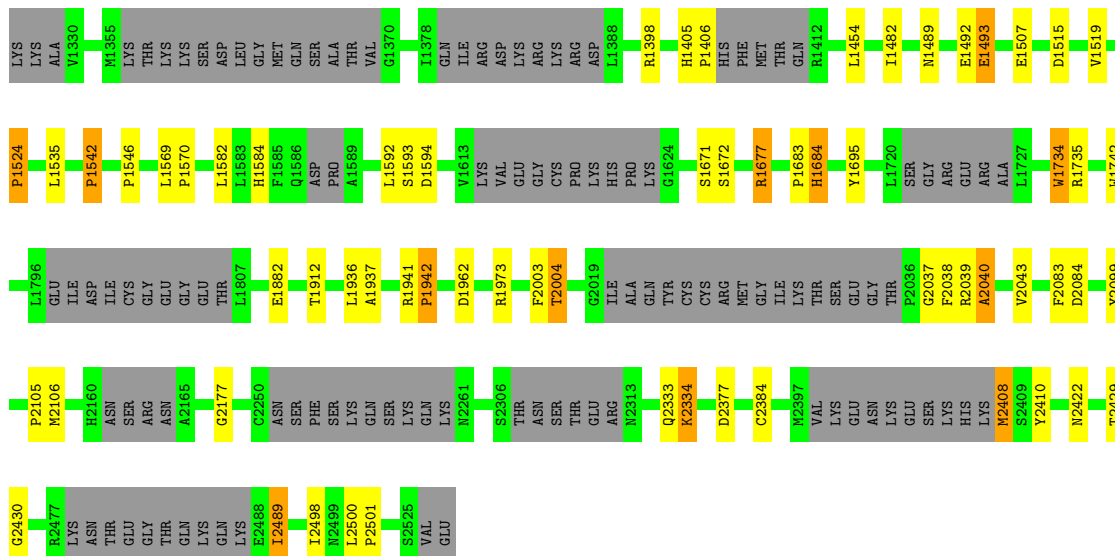 LYS LYS ALA V1330 M1355 LYS THR LYS LYS SER ASP LEU GLY MET GLN SER ALA THR VAL G1370 I1378 GLN ILE ARG ASP LYS ARG LYS ARG ASP L1388 R1398 H1405 P1406 HIS PHE MET THR GLN R1412 L1454 I1482 N1489 E1492 E1493 E1507 D1515 V1519
P1524 L1535 P1542 P1546 L1569 P1570 L1582 L1583 H1584 F1585 Q1586 ASP PRO A1589 L1592 S1593 D1594 V1613 LYS VAL GLU GLY CYS PRO LYS HIS PRO LYS G1624 S1671 S1672 R1677 P1683 H1684 Y1695 L1720 SER GLY ARG GLU ARG ALA L1727 W1734 R1735
L1796 GLU ILE ASP ILE CYS GLY GLU GLY GLU THR L1807 E1882 T1912 L1936 A1937 R1941 P1942 D1962 R1973 F2003 T2004 G2019 ILE ALA GLN TYR CYS CYS ARG MET GLY ILE LYS THR SER GLU GLY THR P2036 G2037 F2038 R2039 A2040 V2043 F2083 D2084
P2105 M2106 H2160 ASN SER ARG ASN A2165 G2177 C2250 ASN SER PHE SER LYS GLN SER LYS GLN LYS N2261 S2306 THR ASN SER THR GLU ARG N2313 Q2333 K2334 D2377 C2384 M2397 VAL LYS GLU ASN LYS GLU SER LYS HIS LYS M2408 S2409 Y2410 N2422
G2430 R2477 LYS ASN THR GLU GLY THR GLN LYS GLN LYS E2488 I2489 I2498 N2499 L2500 P2501 S2525 VAL GLU